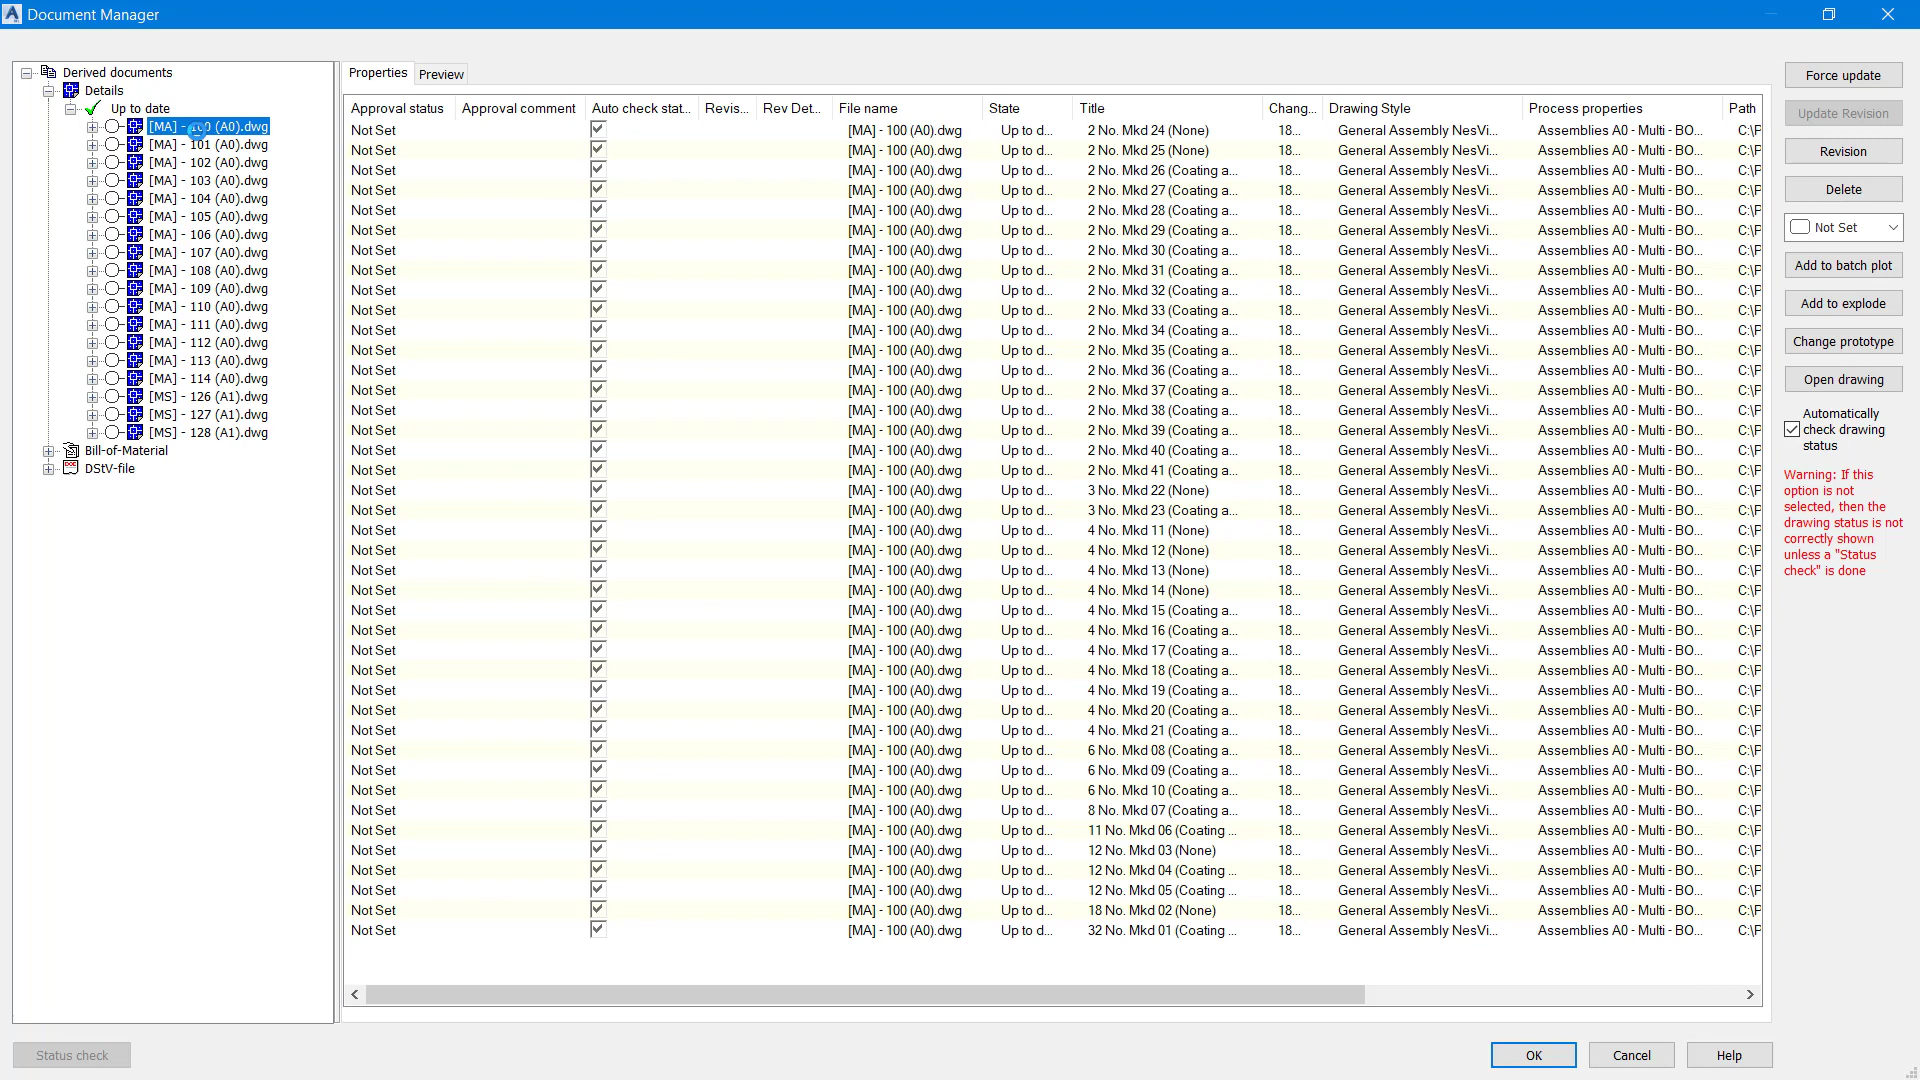 Document Manager
Derived documents
Details
Up to date
[MA] - 100 (A0).dwg
[MA] - 101 (A0).dwg
[MA] - 102 (A0).dwg
[MA] - 103 (A0).dwg
[MA] - 104 (A0).dwg
[MA] - 105 (A0).dwg
[MA] - 106 (A0).dwg
[MA] - 107 (A0).dwg
[MA] - 108 (A0).dwg
[MA] - 109 (A0).dwg
[MA] - 110 (A0).dwg
[MA] - 111 (A0).dwg
[MA] - 112 (A0).dwg
[MA] - 113 (A0).dwg
[MA] - 114 (A0).dwg
[MS] - 126 (A1).dwg
[MS] - 127 (A1).dwg
[MS] - 128 (A1).dwg
Bill-of-Material
DStV-file
Properties Preview
Approval status Approval comment Auto check stat... Revis... Rev Det... File name State Title Chang... Drawing Style Process properties Path
Not Set [MA] - 100 (A0).dwg Up to d... 2 No. Mkd 24 (None) 18... General Assembly NesVi... Assemblies A0 - Multi - BO... C:\P
Not Set [MA] - 100 (A0).dwg Up to d... 2 No. Mkd 25 (None) 18... General Assembly NesVi... Assemblies A0 - Multi - BO... C:\P
Not Set [MA] - 100 (A0).dwg Up to d... 2 No. Mkd 26 (Coating a... 18... General Assembly NesVi... Assemblies A0 - Multi - BO... C:\P
Not Set [MA] - 100 (A0).dwg Up to d... 2 No. Mkd 27 (Coating a... 18... General Assembly NesVi... Assemblies A0 - Multi - BO... C:\P
Not Set [MA] - 100 (A0).dwg Up to d... 2 No. Mkd 28 (Coating a... 18... General Assembly NesVi... Assemblies A0 - Multi - BO... C:\P
Not Set [MA] - 100 (A0).dwg Up to d... 2 No. Mkd 29 (Coating a... 18... General Assembly NesVi... Assemblies A0 - Multi - BO... C:\P
Not Set [MA] - 100 (A0).dwg Up to d... 2 No. Mkd 30 (Coating a... 18... General Assembly NesVi... Assemblies A0 - Multi - BO... C:\P
Not Set [MA] - 100 (A0).dwg Up to d... 2 No. Mkd 31 (Coating a... 18... General Assembly NesVi... Assemblies A0 - Multi - BO... C:\P
Not Set [MA] - 100 (A0).dwg Up to d... 2 No. Mkd 32 (Coating a... 18... General Assembly NesVi... Assemblies A0 - Multi - BO... C:\P
Not Set [MA] - 100 (A0).dwg Up to d... 2 No. Mkd 33 (Coating a... 18... General Assembly NesVi... Assemblies A0 - Multi - BO... C:\P
Not Set [MA] - 100 (A0).dwg Up to d... 2 No. Mkd 34 (Coating a... 18... General Assembly NesVi... Assemblies A0 - Multi - BO... C:\P
Not Set [MA] - 100 (A0).dwg Up to d... 2 No. Mkd 35 (Coating a... 18... General Assembly NesVi... Assemblies A0 - Multi - BO... C:\P
Not Set [MA] - 100 (A0).dwg Up to d... 2 No. Mkd 36 (Coating a... 18... General Assembly NesVi... Assemblies A0 - Multi - BO... C:\P
Not Set [MA] - 100 (A0).dwg Up to d... 2 No. Mkd 37 (Coating a... 18... General Assembly NesVi... Assemblies A0 - Multi - BO... C:\P
Not Set [MA] - 100 (A0).dwg Up to d... 2 No. Mkd 38 (Coating a... 18... General Assembly NesVi... Assemblies A0 - Multi - BO... C:\P
Not Set [MA] - 100 (A0).dwg Up to d... 2 No. Mkd 39 (Coating a... 18... General Assembly NesVi... Assemblies A0 - Multi - BO... C:\P
Not Set [MA] - 100 (A0).dwg Up to d... 2 No. Mkd 40 (Coating a... 18... General Assembly NesVi... Assemblies A0 - Multi - BO... C:\P
Not Set [MA] - 100 (A0).dwg Up to d... 2 No. Mkd 41 (Coating a... 18... General Assembly NesVi... Assemblies A0 - Multi - BO... C:\P
Not Set [MA] - 100 (A0).dwg Up to d... 3 No. Mkd 22 (None) 18... General Assembly NesVi... Assemblies A0 - Multi - BO... C:\P
Not Set [MA] - 100 (A0).dwg Up to d... 3 No. Mkd 23 (Coating a... 18... General Assembly NesVi... Assemblies A0 - Multi - BO... C:\P
Not Set [MA] - 100 (A0).dwg Up to d... 4 No. Mkd 11 (None) 18... General Assembly NesVi... Assemblies A0 - Multi - BO... C:\P
Not Set [MA] - 100 (A0).dwg Up to d... 4 No. Mkd 12 (None) 18... General Assembly NesVi... Assemblies A0 - Multi - BO... C:\P
Not Set [MA] - 100 (A0).dwg Up to d... 4 No. Mkd 13 (None) 18... General Assembly NesVi... Assemblies A0 - Multi - BO... C:\P
Not Set [MA] - 100 (A0).dwg Up to d... 4 No. Mkd 14 (None) 18... General Assembly NesVi... Assemblies A0 - Multi - BO... C:\P
Not Set [MA] - 100 (A0).dwg Up to d... 4 No. Mkd 15 (Coating a... 18... General Assembly NesVi... Assemblies A0 - Multi - BO... C:\P
Not Set [MA] - 100 (A0).dwg Up to d... 4 No. Mkd 16 (Coating a... 18... General Assembly NesVi... Assemblies A0 - Multi - BO... C:\P
Not Set [MA] - 100 (A0).dwg Up to d... 4 No. Mkd 17 (Coating a... 18... General Assembly NesVi... Assemblies A0 - Multi - BO... C:\P
Not Set [MA] - 100 (A0).dwg Up to d... 4 No. Mkd 18 (Coating a... 18... General Assembly NesVi... Assemblies A0 - Multi - BO... C:\P
Not Set [MA] - 100 (A0).dwg Up to d... 4 No. Mkd 19 (Coating a... 18... General Assembly NesVi... Assemblies A0 - Multi - BO... C:\P
Not Set [MA] - 100 (A0).dwg Up to d... 4 No. Mkd 20 (Coating a... 18... General Assembly NesVi... Assemblies A0 - Multi - BO... C:\P
Not Set [MA] - 100 (A0).dwg Up to d... 4 No. Mkd 21 (Coating a... 18... General Assembly NesVi... Assemblies A0 - Multi - BO... C:\P
Not Set [MA] - 100 (A0).dwg Up to d... 6 No. Mkd 08 (Coating a... 18... General Assembly NesVi... Assemblies A0 - Multi - BO... C:\P
Not Set [MA] - 100 (A0).dwg Up to d... 6 No. Mkd 09 (Coating a... 18... General Assembly NesVi... Assemblies A0 - Multi - BO... C:\P
Not Set [MA] - 100 (A0).dwg Up to d... 6 No. Mkd 10 (Coating a... 18... General Assembly NesVi... Assemblies A0 - Multi - BO... C:\P
Not Set [MA] - 100 (A0).dwg Up to d... 8 No. Mkd 07 (Coating a... 18... General Assembly NesVi... Assemblies A0 - Multi - BO... C:\P
Not Set [MA] - 100 (A0).dwg Up to d... 11 No. Mkd 06 (Coating ... 18... General Assembly NesVi... Assemblies A0 - Multi - BO... C:\P
Not Set [MA] - 100 (A0).dwg Up to d... 12 No. Mkd 03 (None) 18... General Assembly NesVi... Assemblies A0 - Multi - BO... C:\P
Not Set [MA] - 100 (A0).dwg Up to d... 12 No. Mkd 04 (Coating ... 18... General Assembly NesVi... Assemblies A0 - Multi - BO... C:\P
Not Set [MA] - 100 (A0).dwg Up to d... 12 No. Mkd 05 (Coating ... 18... General Assembly NesVi... Assemblies A0 - Multi - BO... C:\P
Not Set [MA] - 100 (A0).dwg Up to d... 18 No. Mkd 02 (None) 18... General Assembly NesVi... Assemblies A0 - Multi - BO... C:\P
Not Set [MA] - 100 (A0).dwg Up to d... 32 No. Mkd 01 (Coating ... 18... General Assembly NesVi... Assemblies A0 - Multi - BO... C:\P
Force update
Update Revision
Revision
Delete
Not Set
Add to batch plot
Add to explode
Change prototype
Open drawing
Automatically
check drawing
status
Warning: If this
option is not
selected, then the
drawing status is not
correctly shown
unless a "Status
check" is done
Status check
OK Cancel Help